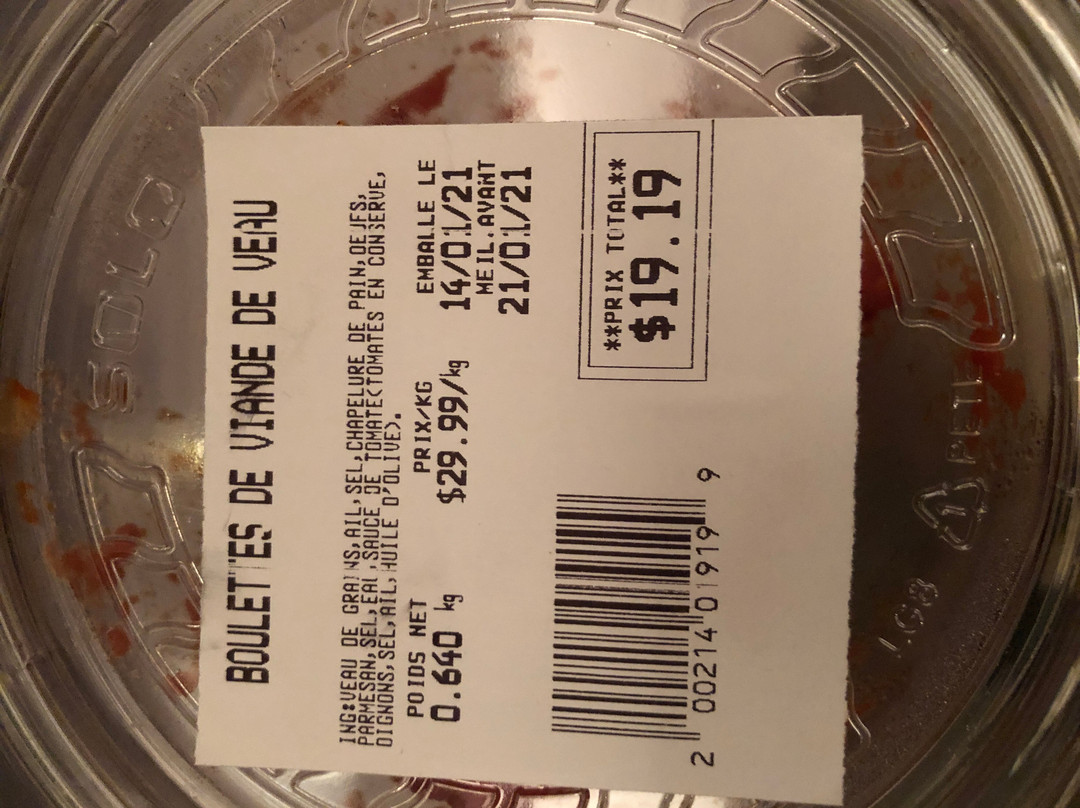 BOULETTES DE VIANDE DE VEAU
ING:VEAU DE GRAINS,AIL,SEL,CHAPELURE DE PAIN,OEUFS,
PARMESAN,SEL,EAU,SAUCE DE TOMATE(TOMATES EN CONSERVE,
OIGNONS,SEL,AIL,HUILE D'OLIVE).
POIDS NET
0.640 kg
PRIX/KG
$29.99/kg
EMBALLE LE
14/01/21
MEIL.AVANT
21/01/21
**PRIX TOTAL**
$19.19
2 00214 01919 9
SOLO
1
PETE
LG8